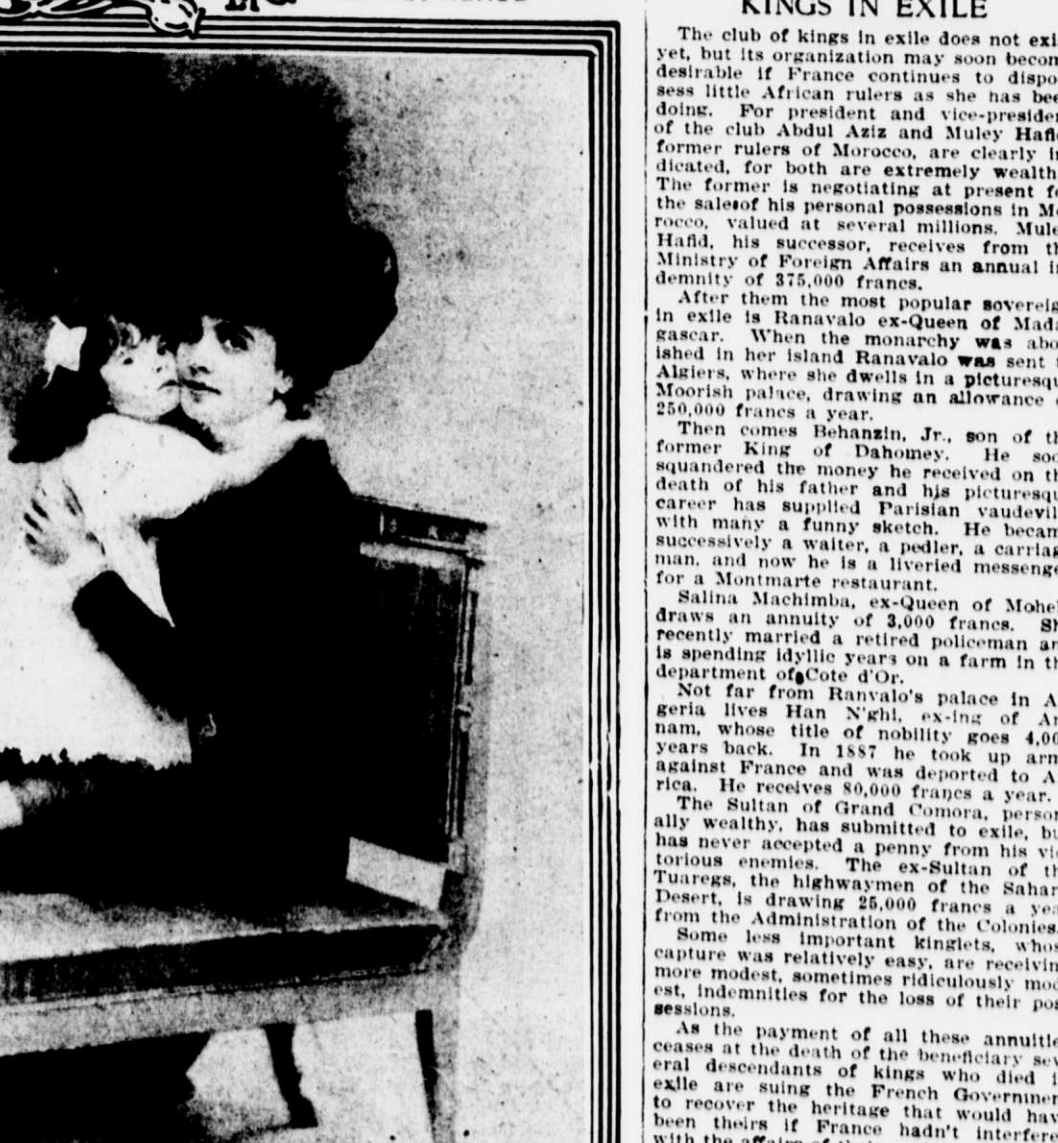 KINGS IN EXILE
The club of kings in exile does not exi
yet, but its organization may soon becom
desirable if France continues to dispo
sess little African rulers as she has bee
doing. For president and vice-presiden
of the club Abdul Aziz and Muley Hafi
former rulers of Morocco, are clearly i
dicated, for both are extremely wealth
The former is negotiating at present f
the sale of his personal possessions in M
rocco, valued at several millions. Mule
Hafid, his successor, receives from th
Ministry of Foreign Affairs an annual i
demnity of 375,000 francs.
After them the most popular sovereig
in exile is Ranavalo ex-Queen of Mada
gascar. When the monarchy was abo
ished in her island Ranavalo was sent
Algiers, where she dwells in a picturesqu
Moorish palace, drawing an allowance
250,000 francs a year.
Then comes Behanzin, Jr., son of th
former King of Dahomey. He soo
squandered the money he received on th
death of his father and his picturesqu
career has supplied Parisian vaudevil
with many a funny sketch. He becam
successively a waiter, a pedler, a carriag
man, and now he is a liveried messenge
for a Montmarte restaurant.
Salina Machimba, ex-Queen of Mohel
draws an annuity of 3,000 francs. Sh
recently married a retired policeman an
is spending idyllic years on a farm in th
department of Cote d'Or.
Not far from Ranvalo's palace in A
geria lives Han N'ghi, ex-ing of An
nam, whose title of nobility goes 4,00
years back. In 1887 he took up arm
against France and was deported to A
rica. He receives 80,000 francs a year.
The Sultan of Grand Comora, person
ally wealthy, has submitted to exile, bu
has never accepted a penny from his vic
torious enemies. The ex-Sultan of th
Tuaregs, the highwaymen of the Sahar
Desert, is drawing 25,000 francs a yea
from the Administration of the Colonies.
Some less important kinglets, whos
capture was relatively easy, are receivin
more modest, sometimes ridiculously mod
est, indemnities for the loss of their pos
sessions.
As the payment of all these annuitie
ceases at the death of the beneficiary sev
eral descendants of kings who died i
exile are suing the French Governmen
to recover the heritage that would hav
been theirs if France hadn't interfere
with the affairs of